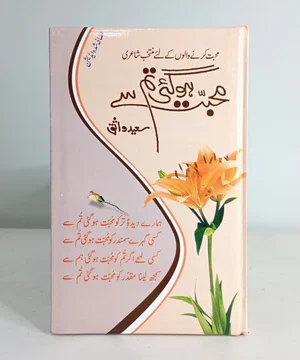 محبت کرنے والوں کے لئے منتخب شاعری
محبت ہو گئی تم سے
سعید واثق
ہمارے دیدۂ تر کو محبت ہو گئی تم سے
کسی گہرے سمندر کو محبت ہو گئی تم سے
کسی لمحے اگر تم کو محبت ہو گئی ہم سے
سمجھ لینا مقدر کو محبت ہو گئی تم سے